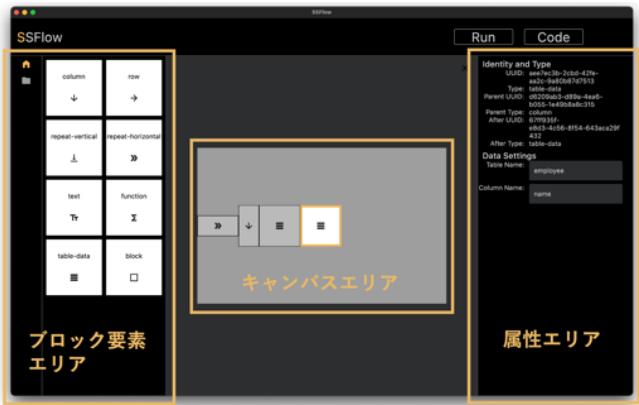 SSFlow
SSFlow
Run
Code
column
row
repeat-vertical
repeat-horizontal
text
function
Tт
Σ
table-data
block
ブロック要素
エリア
キャンバスエリア
Identity and Type
UUID: aee7ec3b-2cbd-42fe-
aa2c-9a80b87d7513
Type: table-data
Parent UUID: d6209ab3-d89e-4ea6-
b055-1e49b8a8c315
Parent Type: column
After UUID: 67ff935f-
e8d3-4c56-8f54-643aca29f
432
After Type: table-data
Data Settings
Table Name: employee
Column Name: name
属性エリア